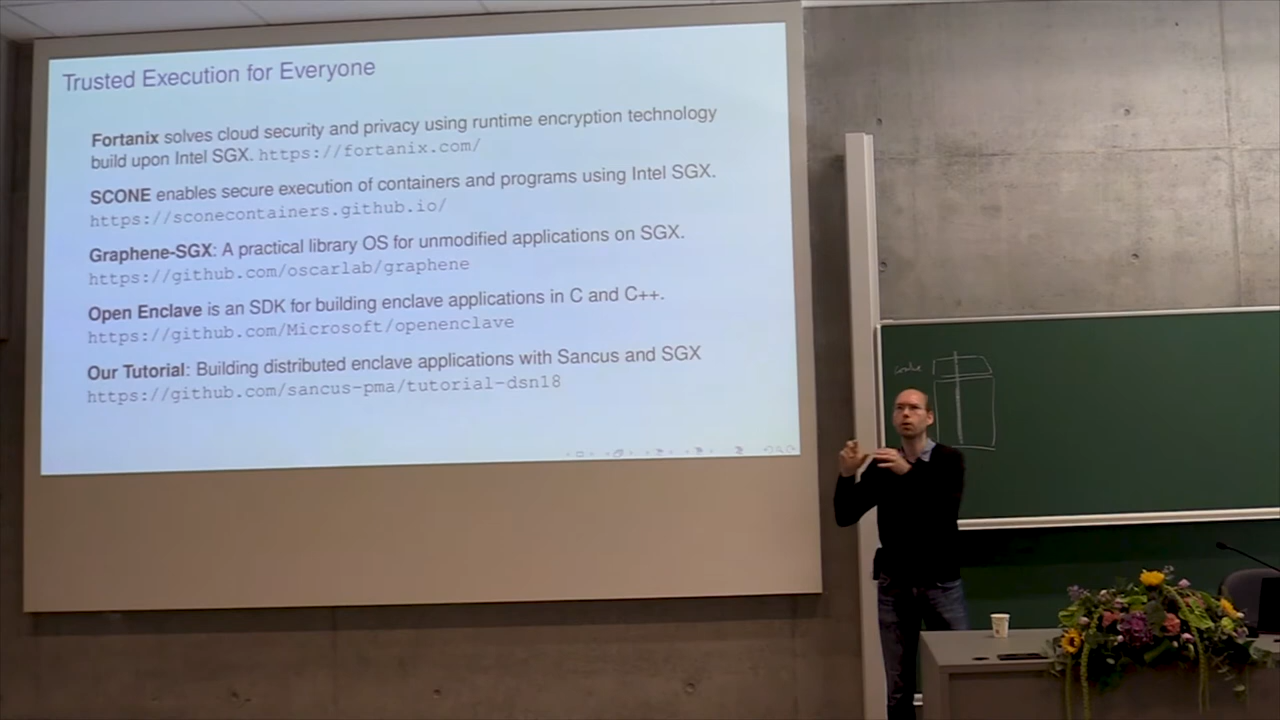 Trusted Execution for Everyone
Fortanix solves cloud security and privacy using runtime encryption technology
build upon Intel SGX. https://fortanix.com/
SCONE enables secure execution of containers and programs using Intel SGX.
https://sconecontainers.github.io/
Graphene-SGX: A practical library OS for unmodified applications on SGX.
https://github.com/oscarlab/graphene
Open Enclave is an SDK for building enclave applications in C and C++.
https://github.com/Microsoft/openenclave
Our Tutorial: Building distributed enclave applications with Sancus and SGX
https://github.com/sancus-pma/tutorial-dsn18